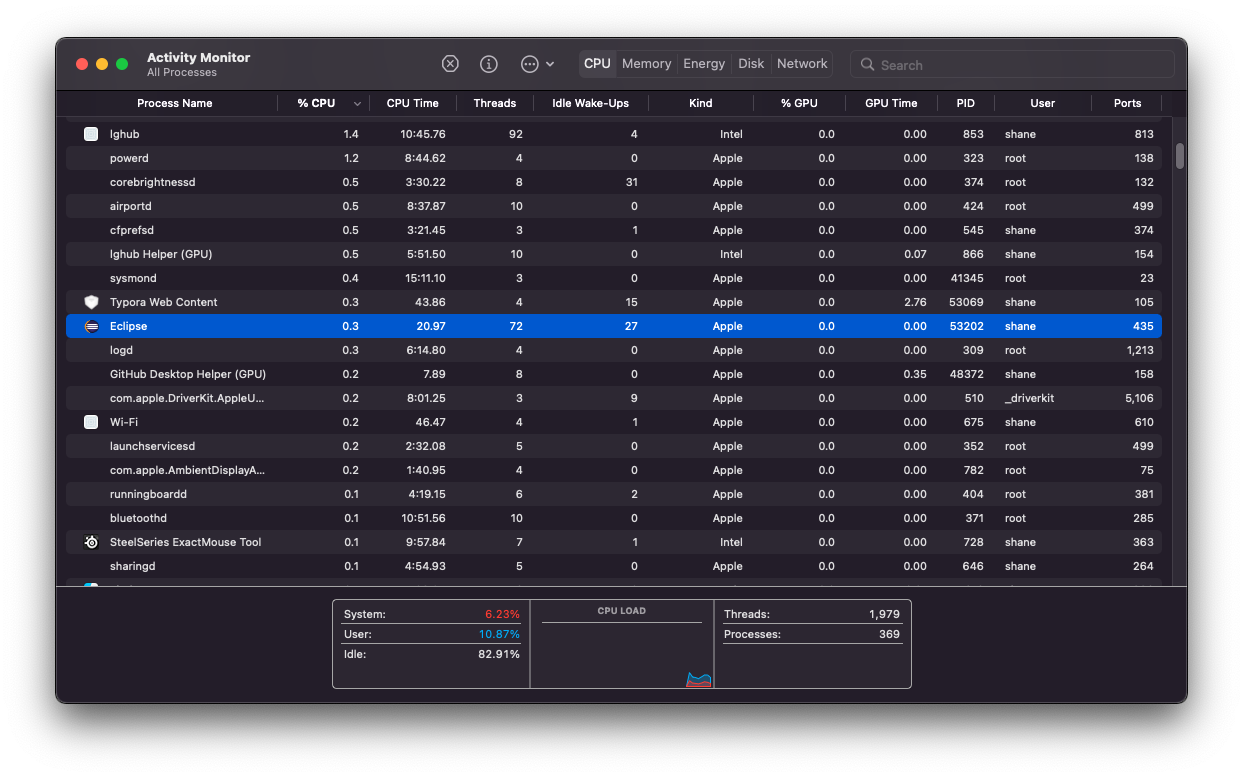 Activity Monitor
All Processes
CPU Memory Energy Disk Network
Search
Process Name % CPU CPU Time Threads Idle Wake-Ups Kind % GPU GPU Time PID User Ports
lghub 1.4 10:45.76 92 4 Intel 0.0 0.00 853 shane 813
powerd 1.2 8:44.62 4 0 Apple 0.0 0.00 323 root 138
corebrightnessd 0.5 3:30.22 8 31 Apple 0.0 0.00 374 root 132
airportd 0.5 8:37.87 10 0 Apple 0.0 0.00 424 root 499
cfprefsd 0.5 3:21.45 3 1 Apple 0.0 0.00 545 shane 374
lghub Helper (GPU) 0.5 5:51.50 10 0 Intel 0.0 0.07 866 shane 154
sysmond 0.4 15:11.10 3 0 Apple 0.0 0.00 41345 root 23
Typora Web Content 0.3 43.86 4 15 Apple 0.0 2.76 53069 shane 105
Eclipse 0.3 20.97 72 27 Apple 0.0 0.00 53202 shane 435
logd 0.3 6:14.80 4 0 Apple 0.0 0.00 309 root 1,213
GitHub Desktop Helper (GPU) 0.2 7.89 8 0 Apple 0.0 0.35 48372 shane 158
com.apple.DriverKit.AppleU... 0.2 8:01.25 3 9 Apple 0.0 0.00 510 _driverkit 5,106
Wi-Fi 0.2 46.47 4 1 Apple 0.0 0.00 675 shane 610
launchservicesd 0.2 2:32.08 5 0 Apple 0.0 0.00 352 root 499
com.apple.AmbientDisplayA... 0.2 1:40.95 4 0 Apple 0.0 0.00 782 root 75
runningboardd 0.1 4:19.15 6 2 Apple 0.0 0.00 404 root 381
bluetoothd 0.1 10:51.56 10 0 Apple 0.0 0.00 371 root 285
SteelSeries ExactMouse Tool 0.1 9:57.84 7 1 Intel 0.0 0.00 728 shane 363
sharingd 0.1 4:54.93 5 0 Apple 0.0 0.00 646 shane 264
System: 6.23%
User: 10.87%
Idle: 82.91%
CPU LOAD
Threads: 1,979
Processes: 369